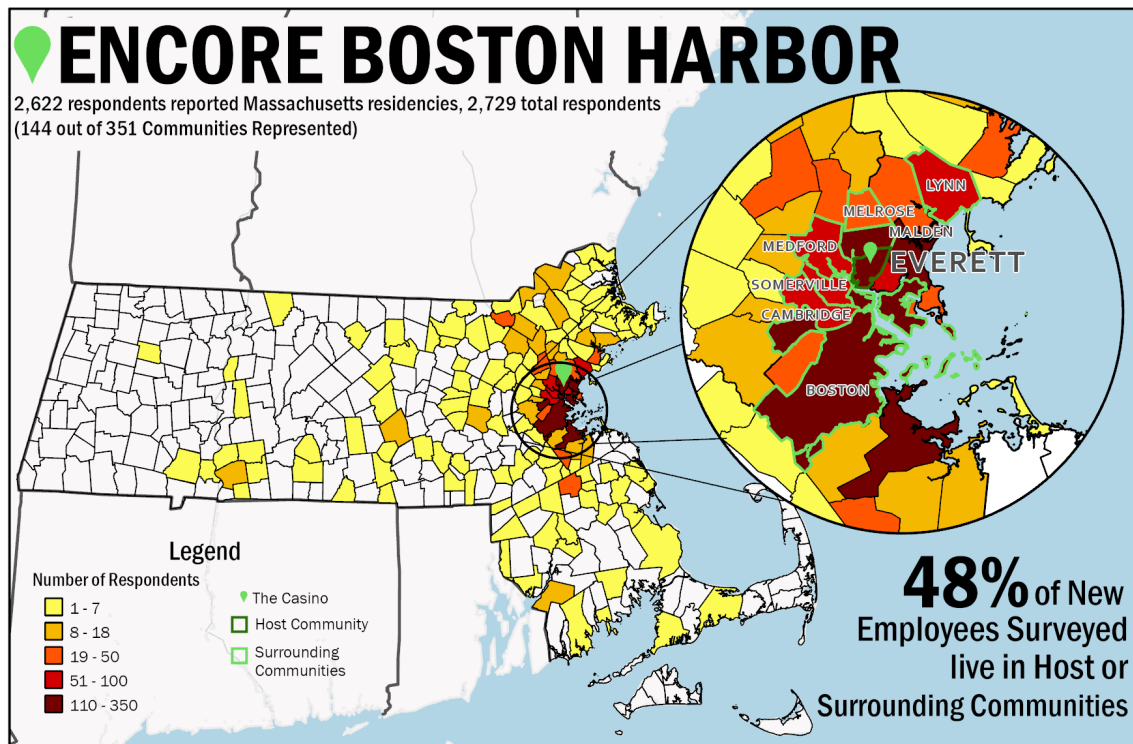 ENCORE BOSTON HARBOR
2,622 respondents reported Massachusetts residencies, 2,729 total respondents
(144 out of 351 Communities Represented)
LYNN
MELROSE
MALDEN
MEDFORD
EVERETT
SOMERVILLE
CAMBRIDGE
BOSTON
Legend
Number of Respondents
1 - 7
8 - 18
19 - 50
51 - 100
110 - 350
The Casino
Host Community
Surrounding
Communities
48% of New
Employees Surveyed
live in Host or
Surrounding Communities